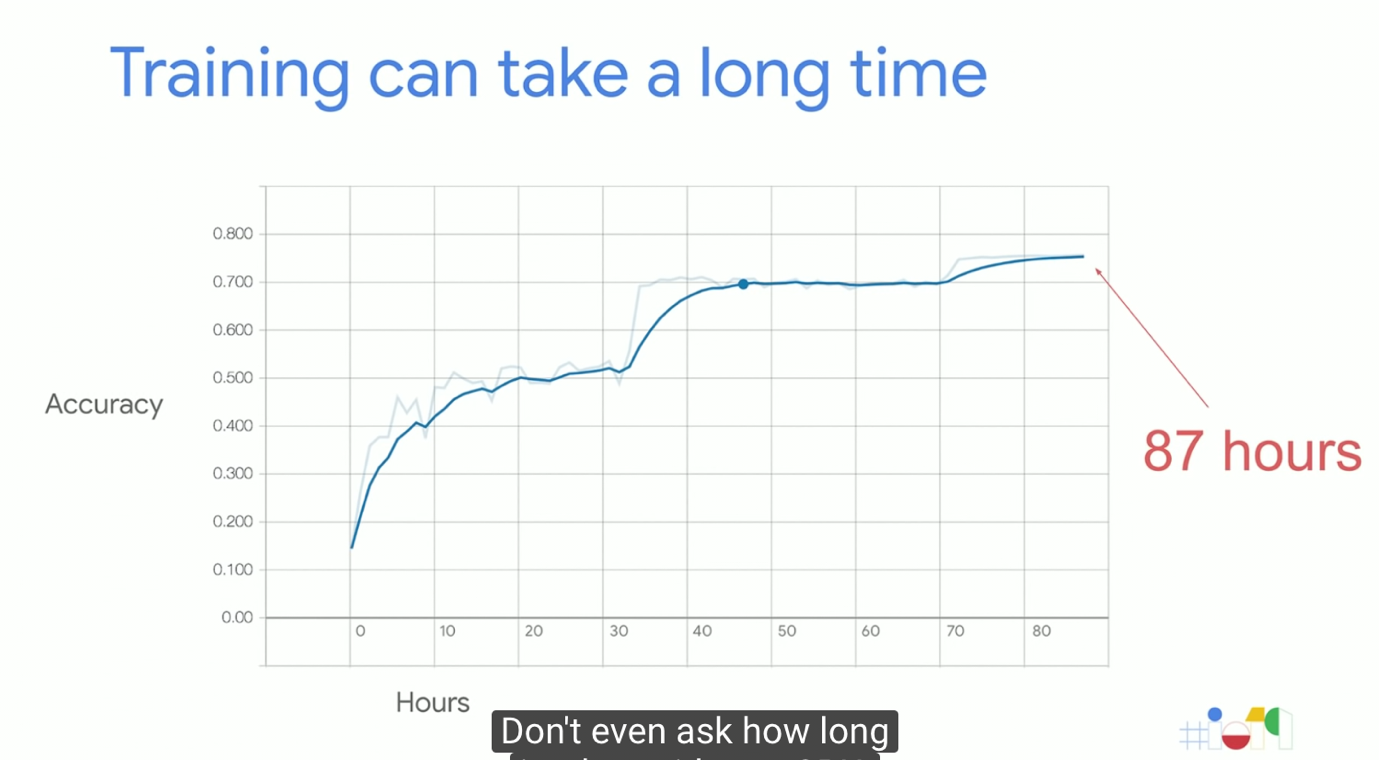 Training can take a long time
0.800
0.700
0.600
0.500
Accuracy
0.400
87 hours
0.300
0.200
0.100
0.00
0 10 20 30 40 50 60 70 80
Hours
Don't even ask how long
#io19